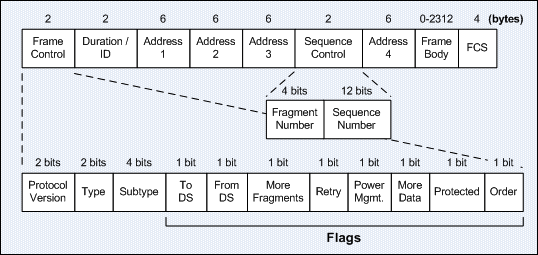 2 2 6 6 6 2 6 0-2312 4 (bytes)
Frame Control
Duration / ID
Address 1
Address 2
Address 3
Sequence Control
Address 4
Frame Body
FCS
4 bits 12 bits
Fragment Number
Sequence Number
2 bits 2 bits 4 bits 1 bit 1 bit 1 bit 1 bit 1 bit 1 bit 1 bit 1 bit
Protocol Version
Type
Subtype
To DS
From DS
More Fragments
Retry
Power Mgmt.
More Data
Protected
Order
Flags